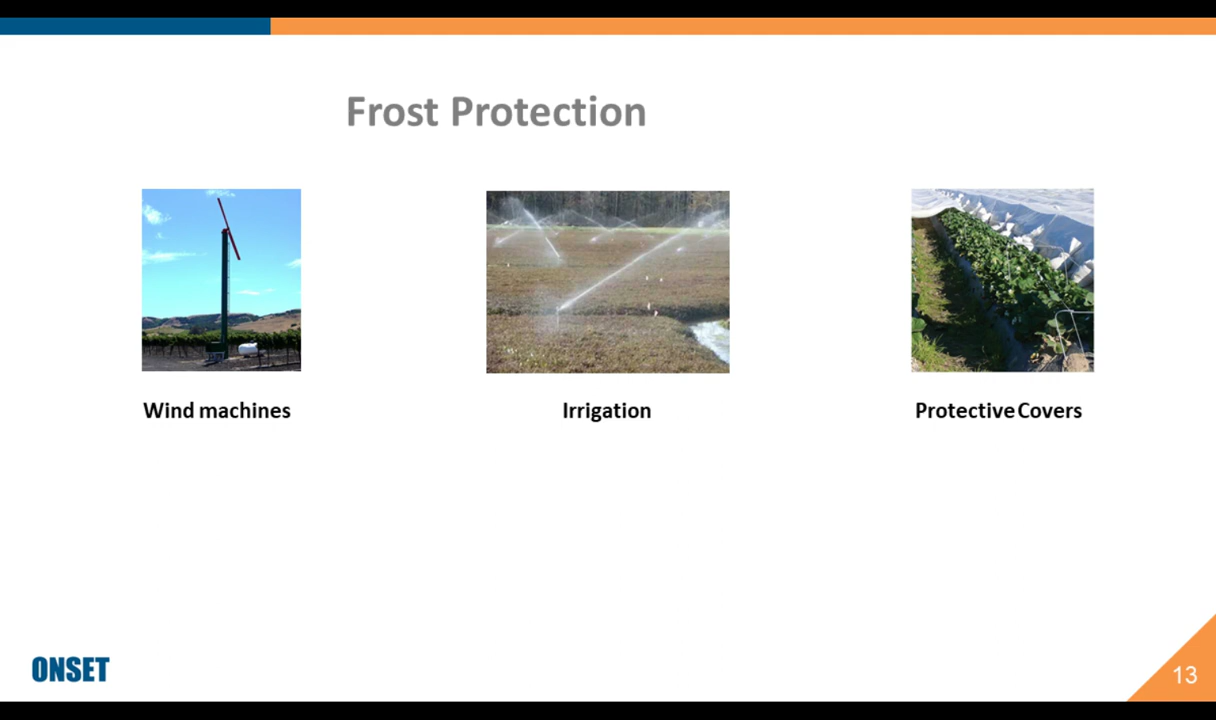 Frost Protection
Wind machines
Irrigation
Protective Covers
ONSET
13